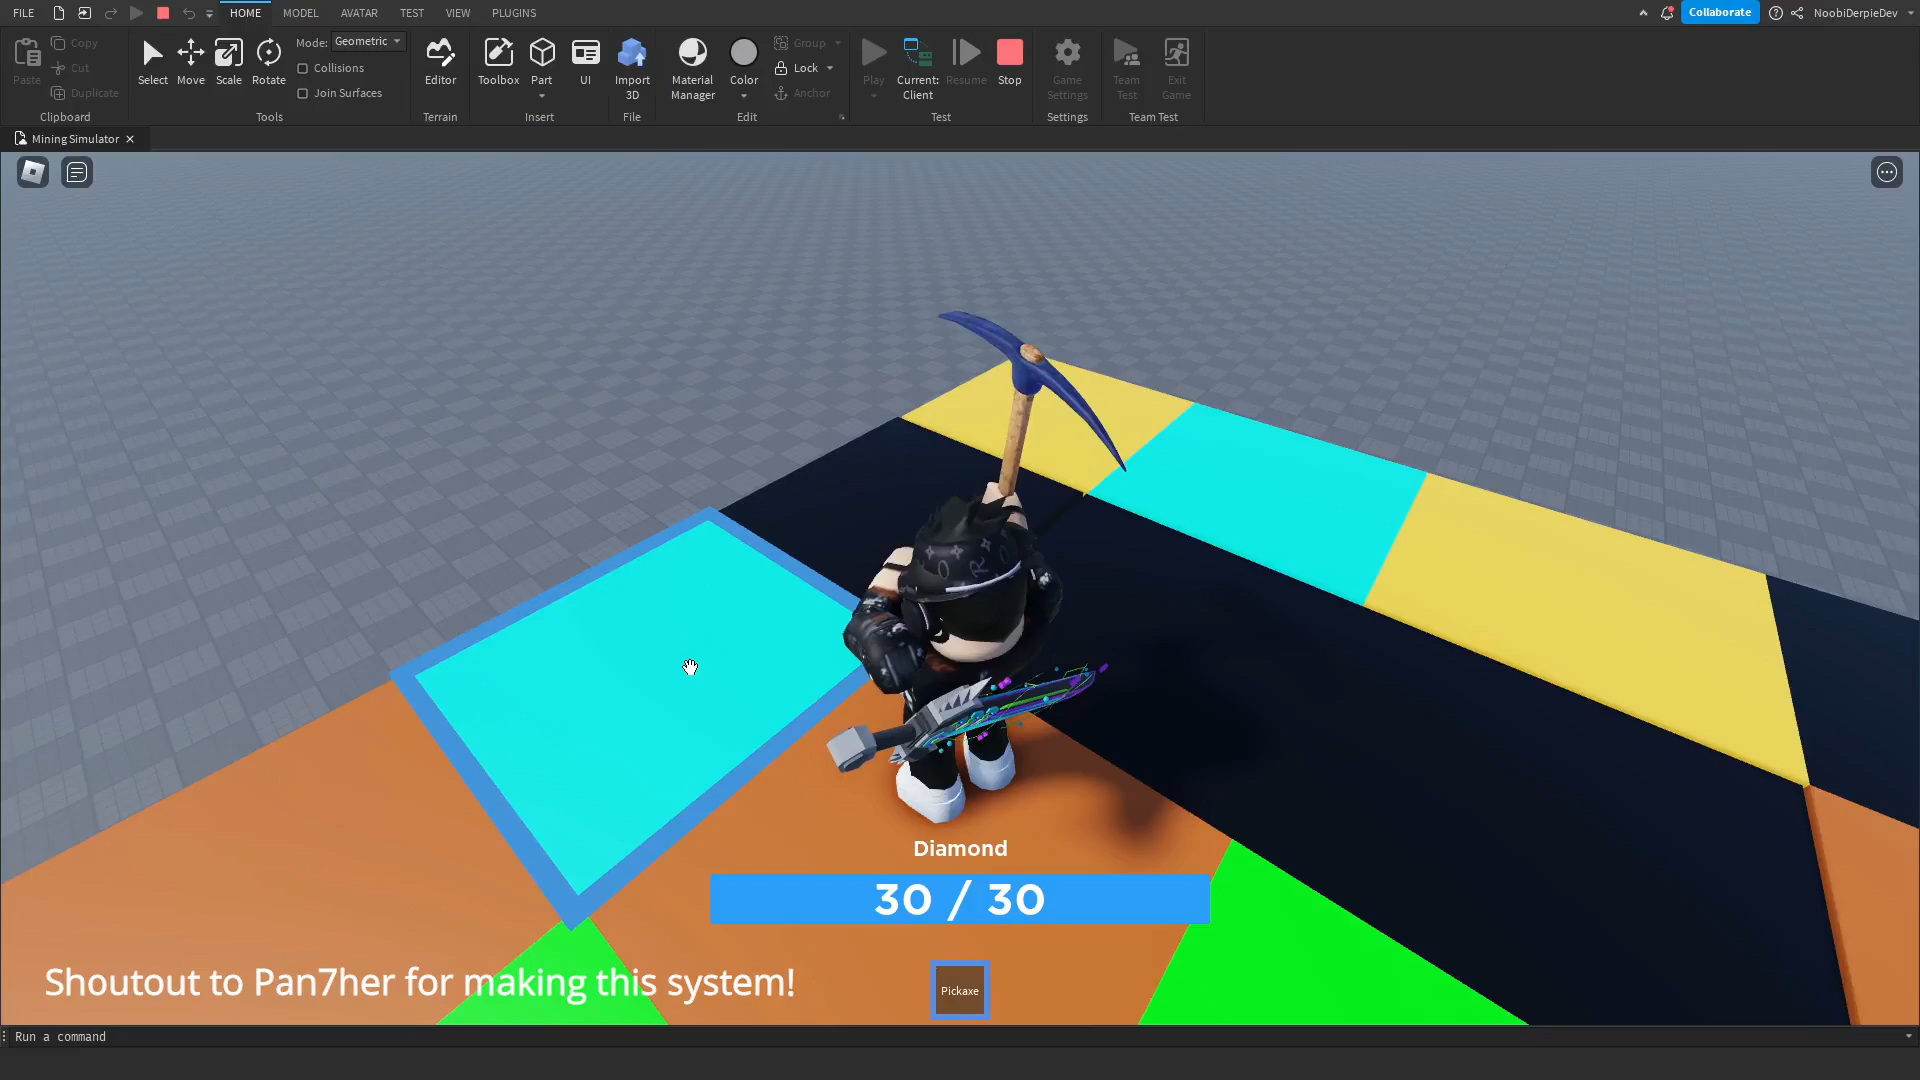 FILE HOME MODEL AVATAR TEST VIEW PLUGINS Collaborate NoobiDerpieDev
Paste Copy Cut Duplicate
Clipboard
Select Move Scale Rotate Mode: Geometric
Collisions
Join Surfaces
Tools
Editor
Terrain
Toolbox Part UI
Insert
Import
3D
File
Material
Manager
Color
Group
Lock
Anchor
Edit
Play
Current:
Client
Resume
Stop
Test
Game
Settings
Settings
Team
Test
Exit
Game
Team Test
Mining Simulator
Diamond
30 / 30
Shoutout to Pan7her for making this system!
Pickaxe
Run a command